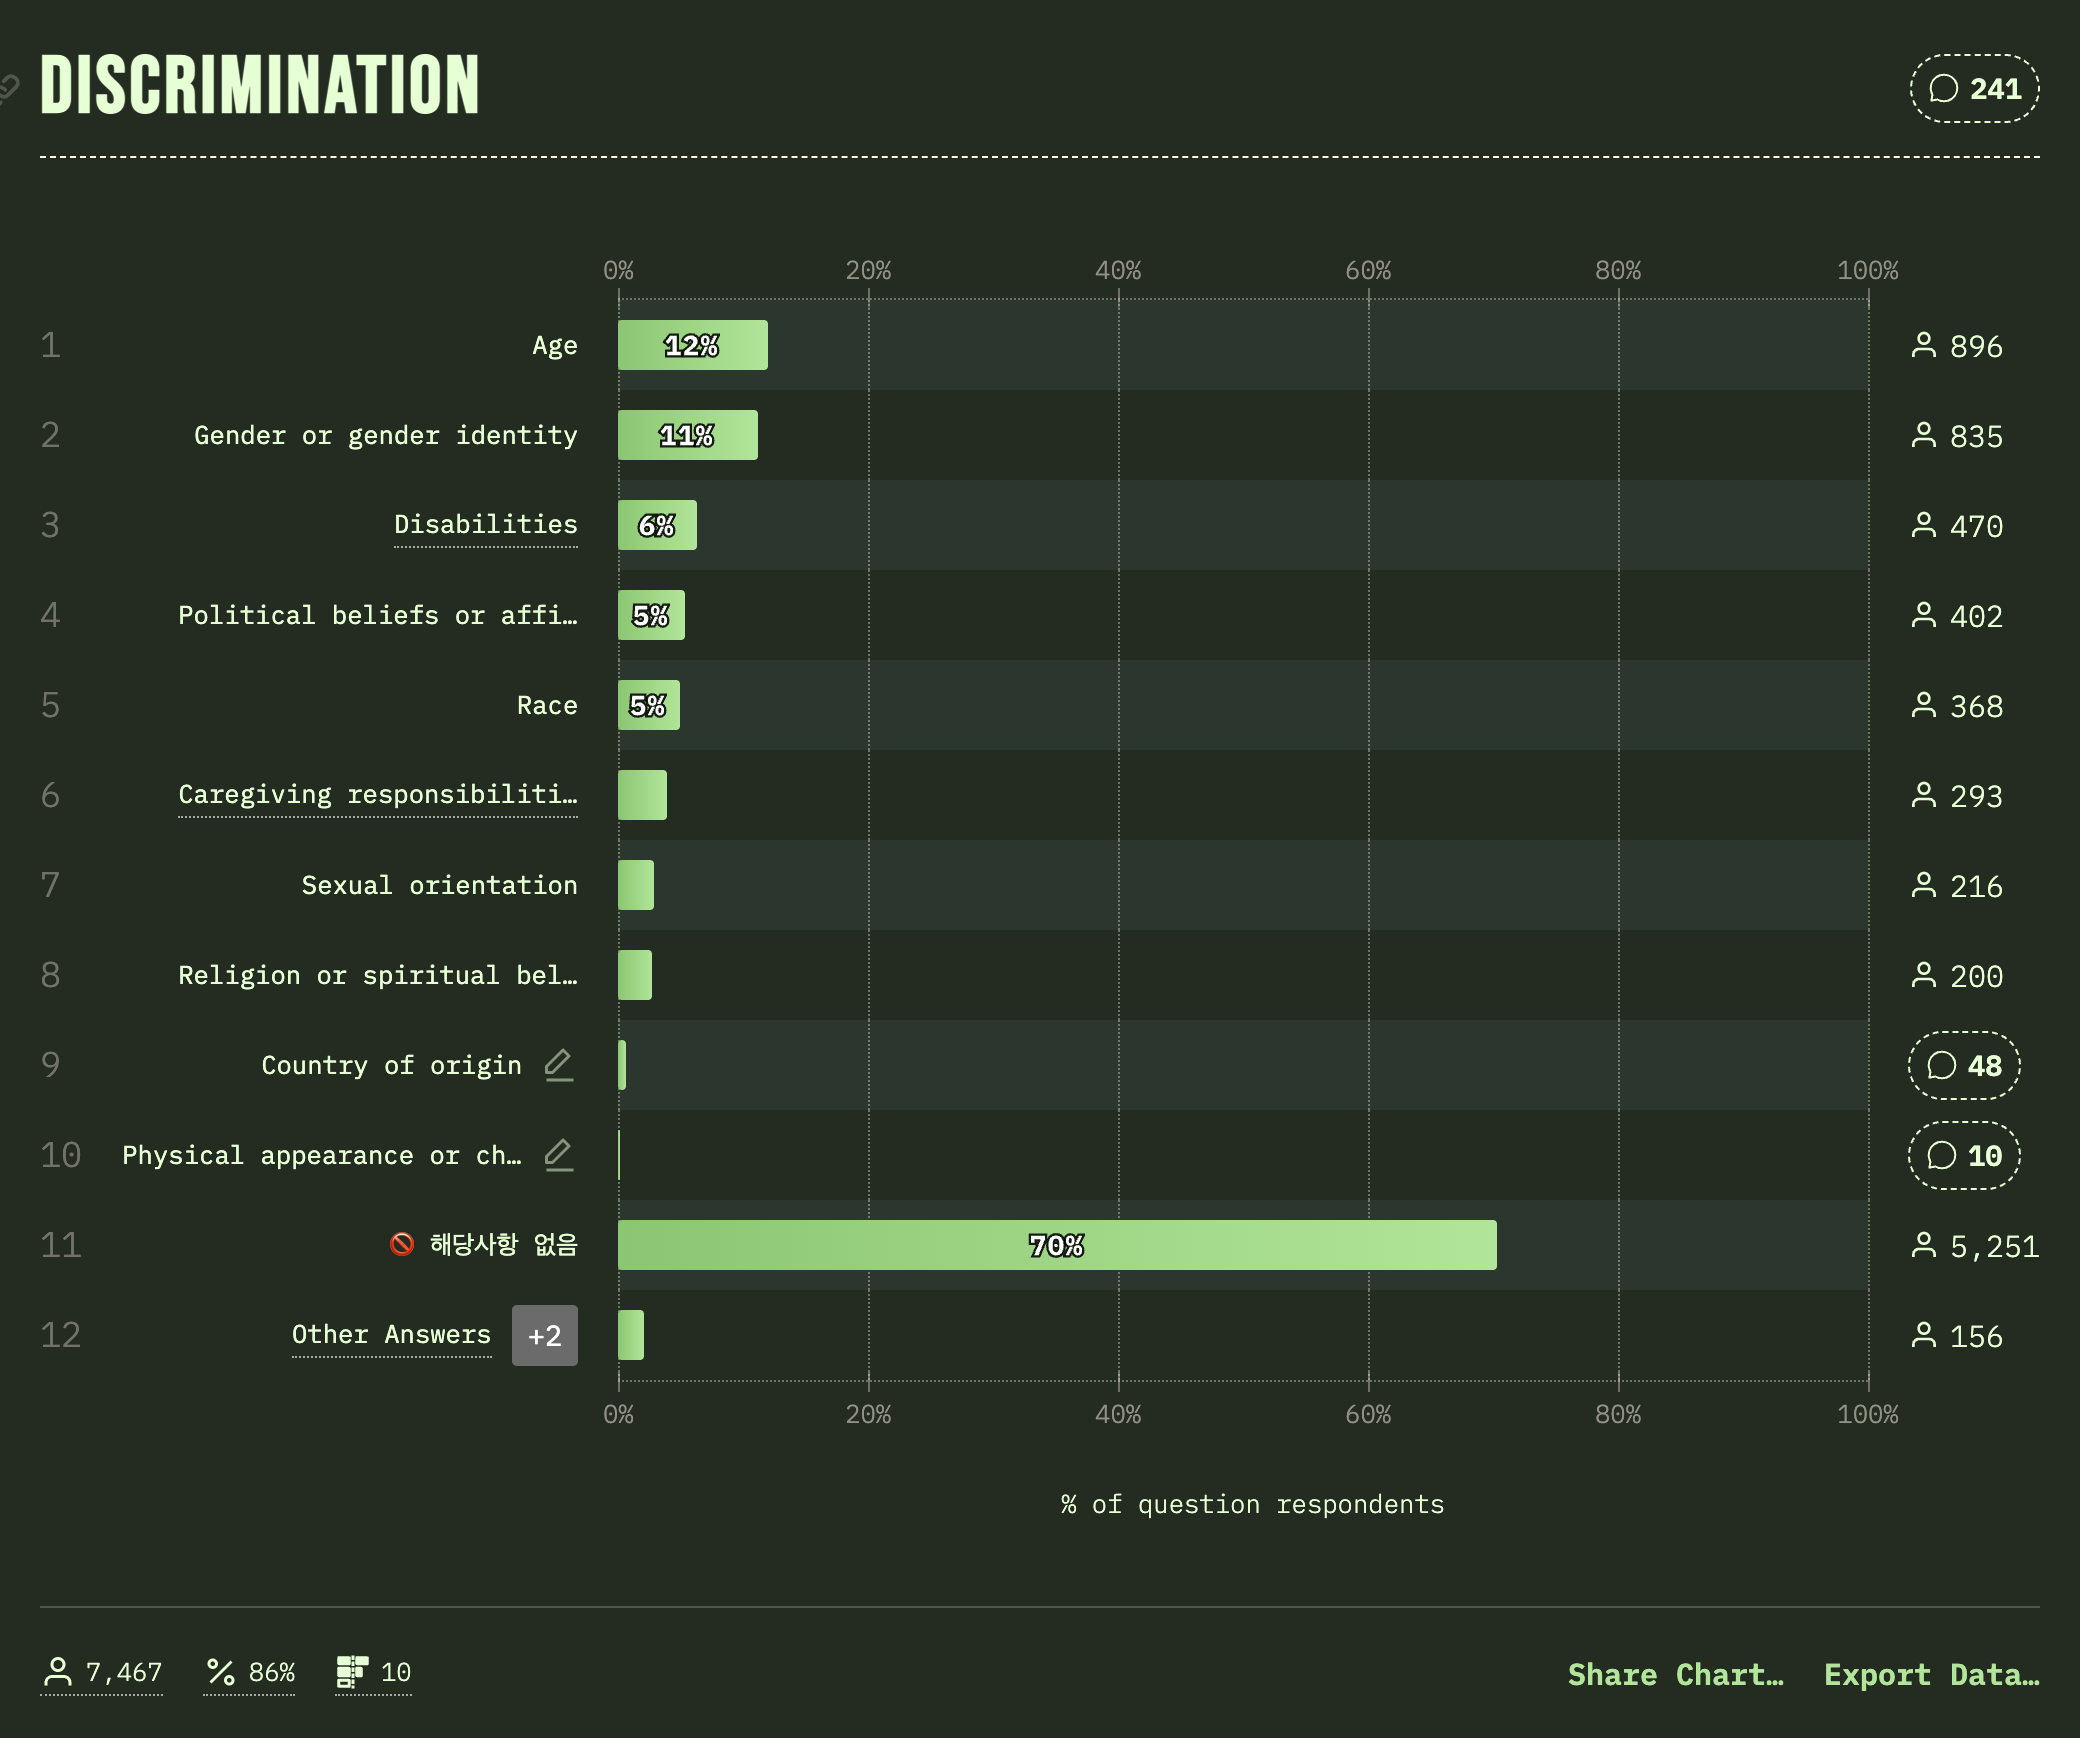 DISCRIMINATION
241
0% 20% 40% 60% 80% 100%
1 Age 12% 896
2 Gender or gender identity 11% 835
3 Disabilities 6% 470
4 Political beliefs or affi… 5% 402
5 Race 5% 368
6 Caregiving responsibiliti… 293
7 Sexual orientation 216
8 Religion or spiritual bel… 200
9 Country of origin 48
10 Physical appearance or ch… 10
11 🚫 해당사항 없음 70% 5,251
12 Other Answers +2 156
0% 20% 40% 60% 80% 100%
% of question respondents
7,467 86% 10 Share Chart… Export Data…